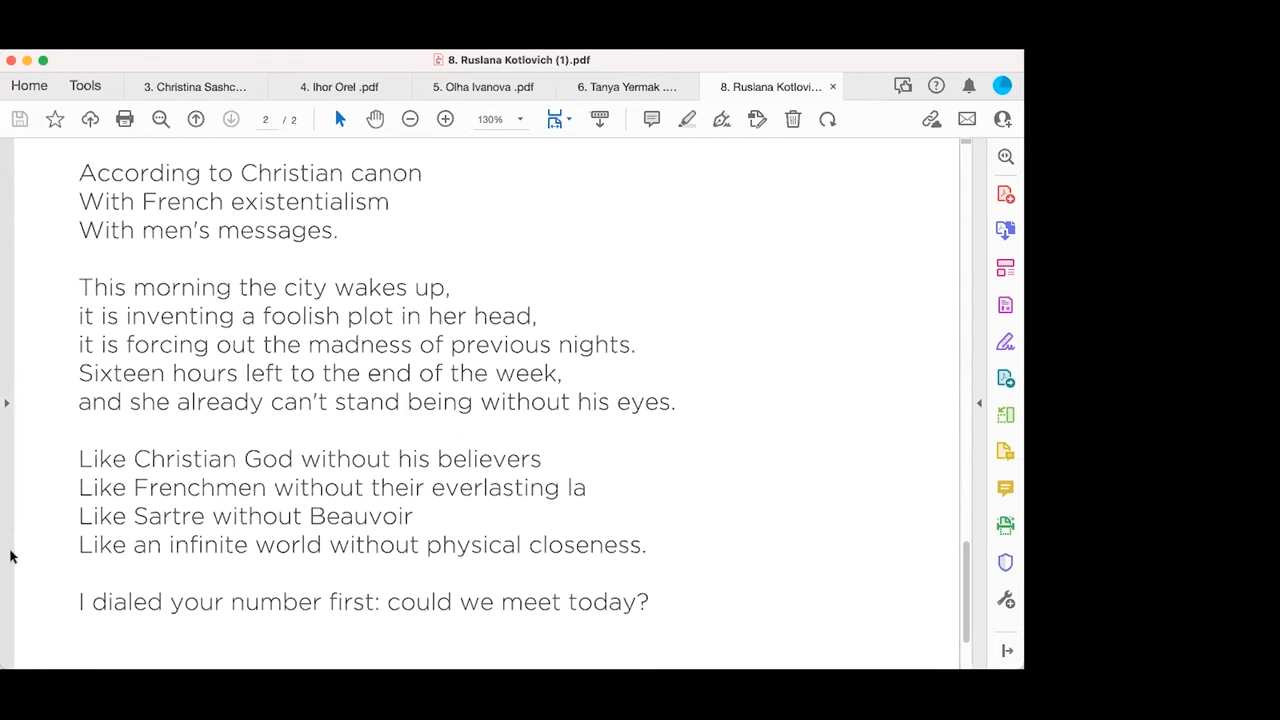 8. Ruslana Kotlovich (1).pdf
Home
Tools
3. Christina Sashc...
4. Ihor Orel .pdf
5. Olha Ivanova .pdf
6. Tanya Yermak ....
8. Ruslana Kotlovi...
2 / 2
130%
According to Christian canon
With French existentialism
With men's messages.
This morning the city wakes up,
it is inventing a foolish plot in her head,
it is forcing out the madness of previous nights.
Sixteen hours left to the end of the week,
and she already can't stand being without his eyes.
Like Christian God without his believers
Like Frenchmen without their everlasting la
Like Sartre without Beauvoir
Like an infinite world without physical closeness.
I dialed your number first: could we meet today?